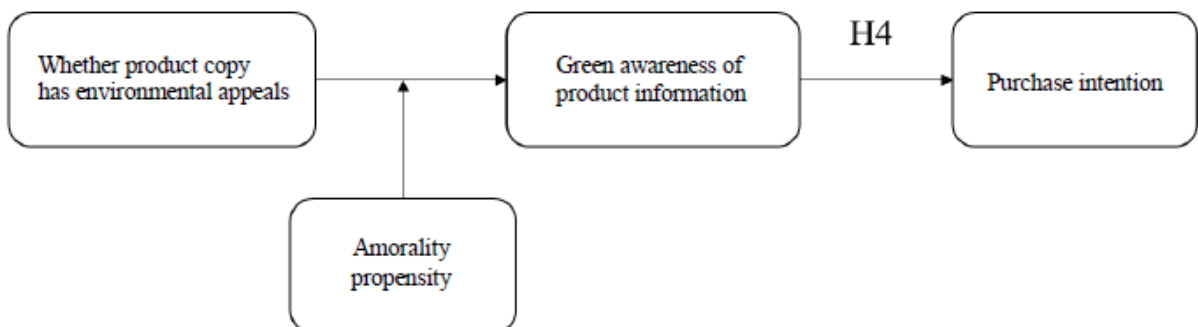 Whether product copy
has environmental appeals
Green awareness of
product information
H4
Purchase intention
Amorality
propensity